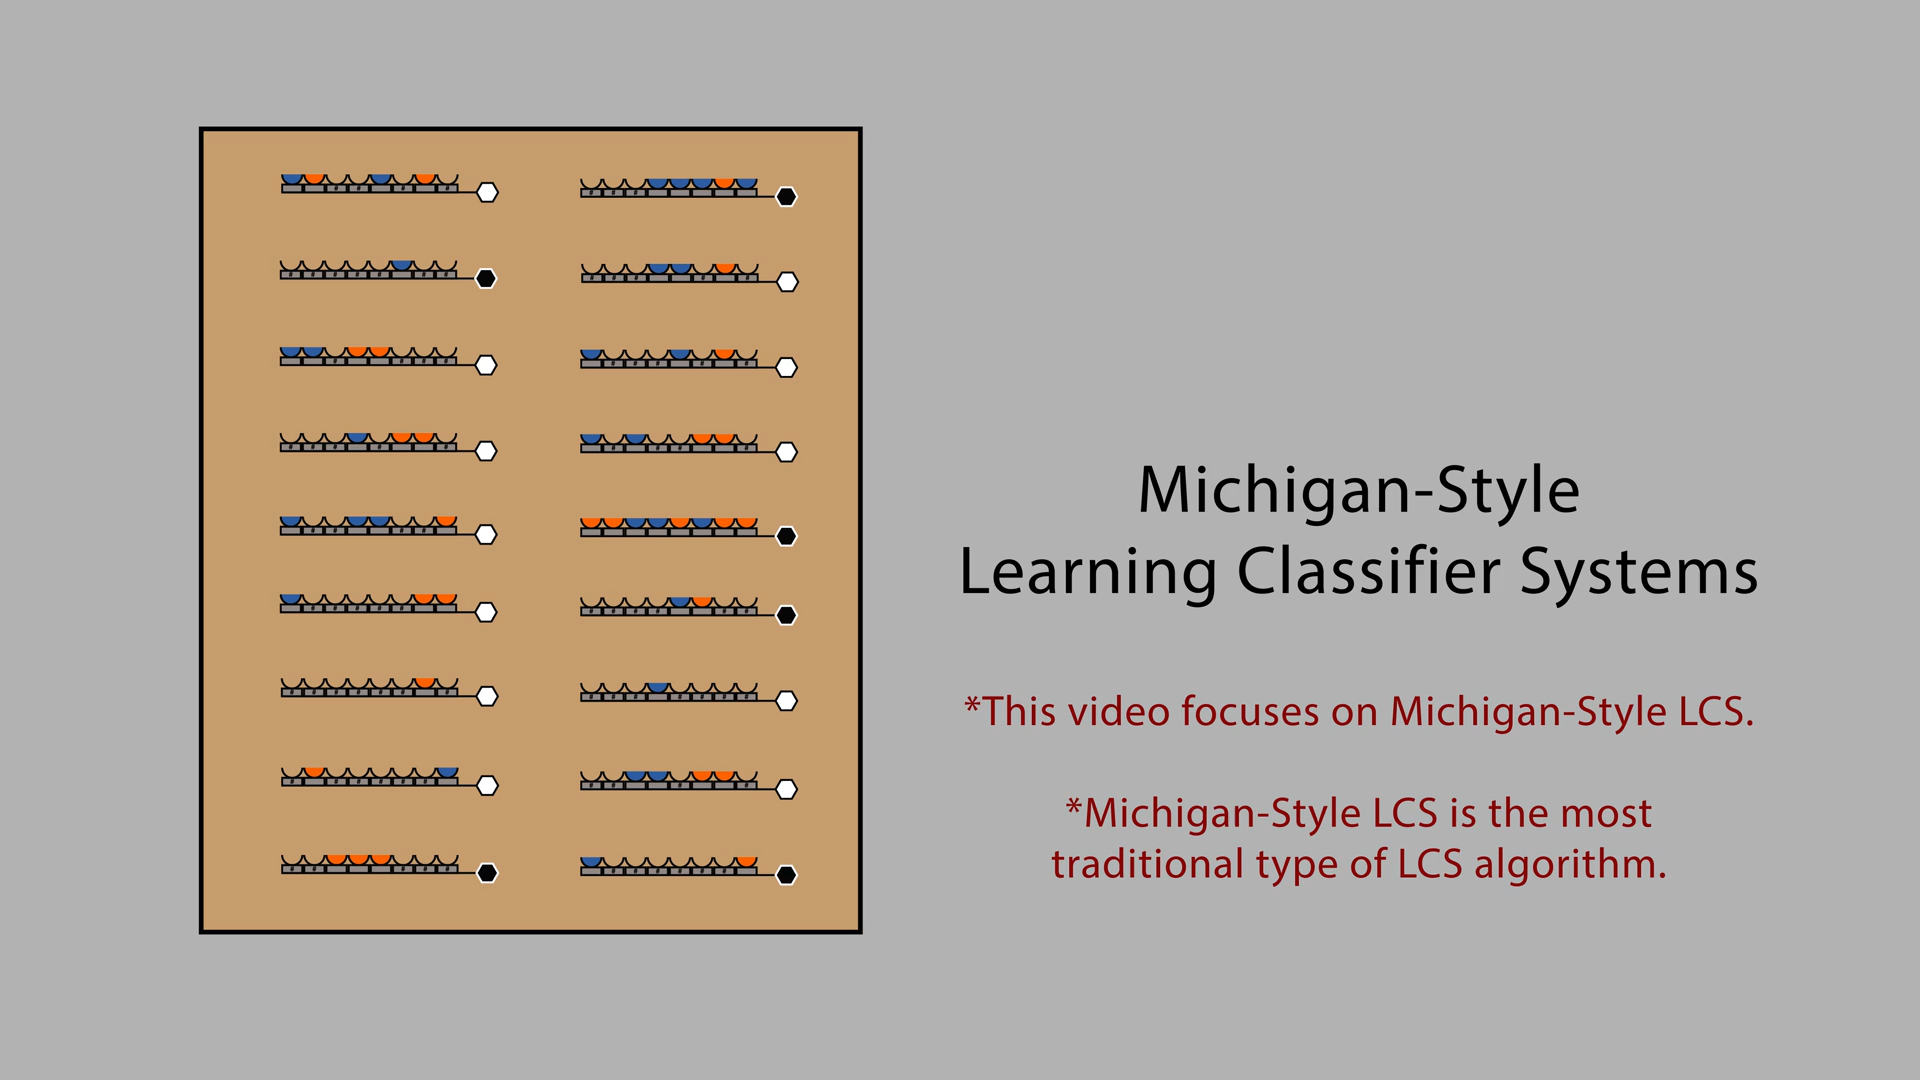 Michigan-Style
Learning Classifier Systems
*This video focuses on Michigan-Style LCS.
*Michigan-Style LCS is the most
traditional type of LCS algorithm.